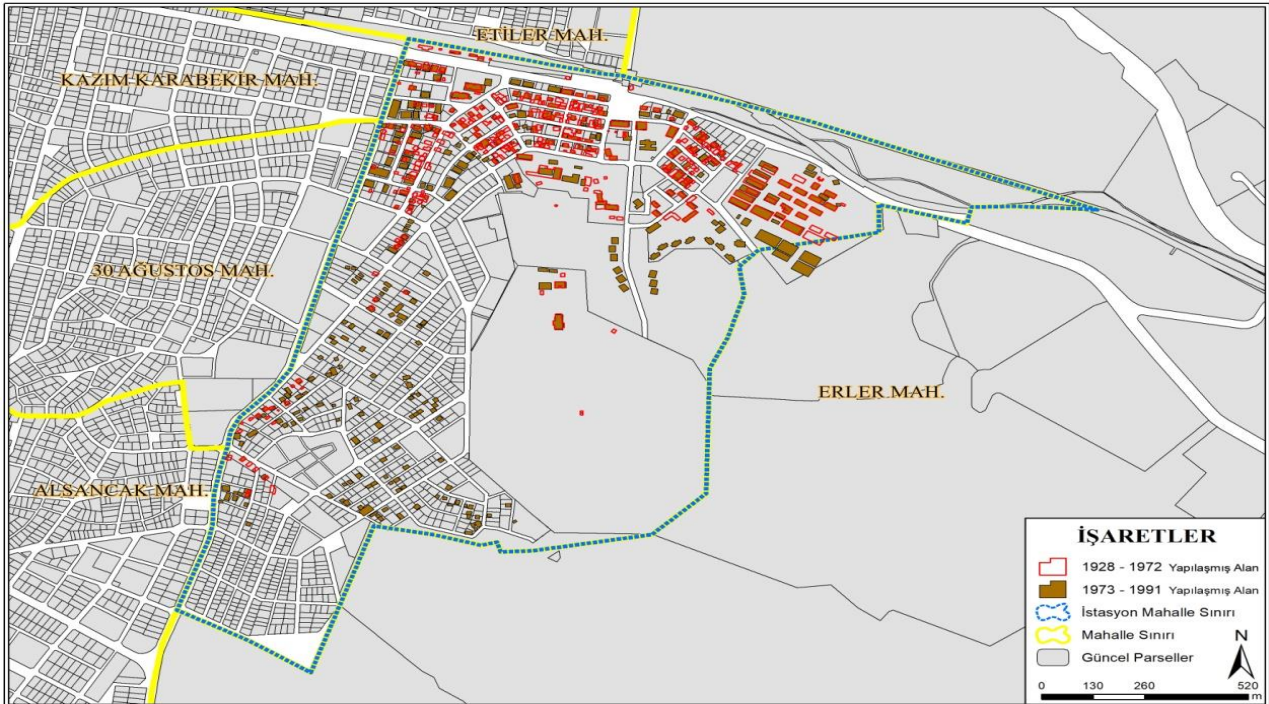 ETİLER MAH.
KAZIM KARABEKİR MAH.
30 AĞUSTOS MAH.
ERLER MAH.
ALSANCAK MAH.
İŞARETLER
1928 - 1972 Yapılaşmış Alan
1973 - 1991 Yapılaşmış Alan
İstasyon Mahalle Sınırı
Mahalle Sınırı
Güncel Parseller
N
0 130 260 520
m